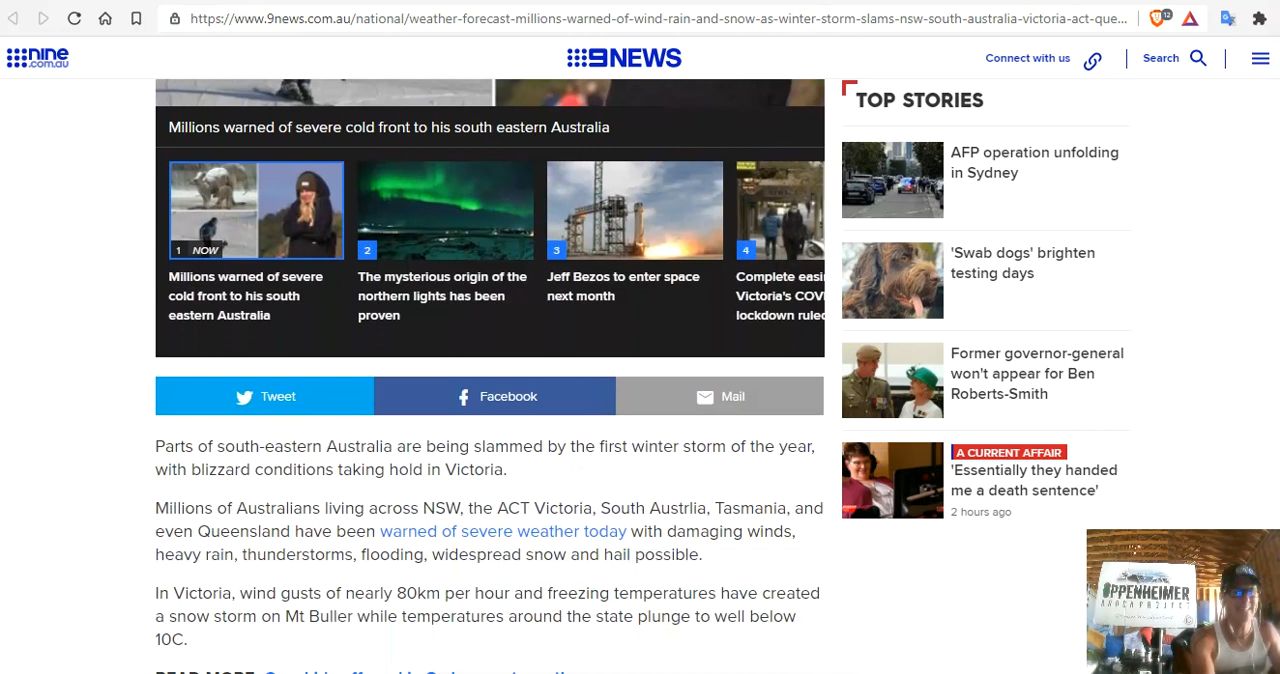 https://www.9news.com.au/national/weather-forecast-millions-warned-of-wind-rain-and-snow-as-winter-storm-slams-nsw-south-australia-victoria-act-que...
12
nine
.com.au
9NEWS
Connect with us
Search
Millions warned of severe cold front to his south eastern Australia
1 NOW
Millions warned of severe
cold front to his south
eastern Australia
2
The mysterious origin of the
northern lights has been
proven
3
Jeff Bezos to enter space
next month
4
Complete easi
Victoria's COV
lockdown ruled
Tweet
Facebook
Mail
Parts of south-eastern Australia are being slammed by the first winter storm of the year,
with blizzard conditions taking hold in Victoria.
Millions of Australians living across NSW, the ACT Victoria, South Austrlia, Tasmania, and
even Queensland have been warned of severe weather today with damaging winds,
heavy rain, thunderstorms, flooding, widespread snow and hail possible.
In Victoria, wind gusts of nearly 80km per hour and freezing temperatures have created
a snow storm on Mt Buller while temperatures around the state plunge to well below
10C.
READ MORE:
TOP STORIES
AFP operation unfolding
in Sydney
'Swab dogs' brighten
testing days
Former governor-general
won't appear for Ben
Roberts-Smith
A CURRENT AFFAIR
'Essentially they handed
me a death sentence'
2 hours ago
OPPENHEIMER
RANCH PROJECT